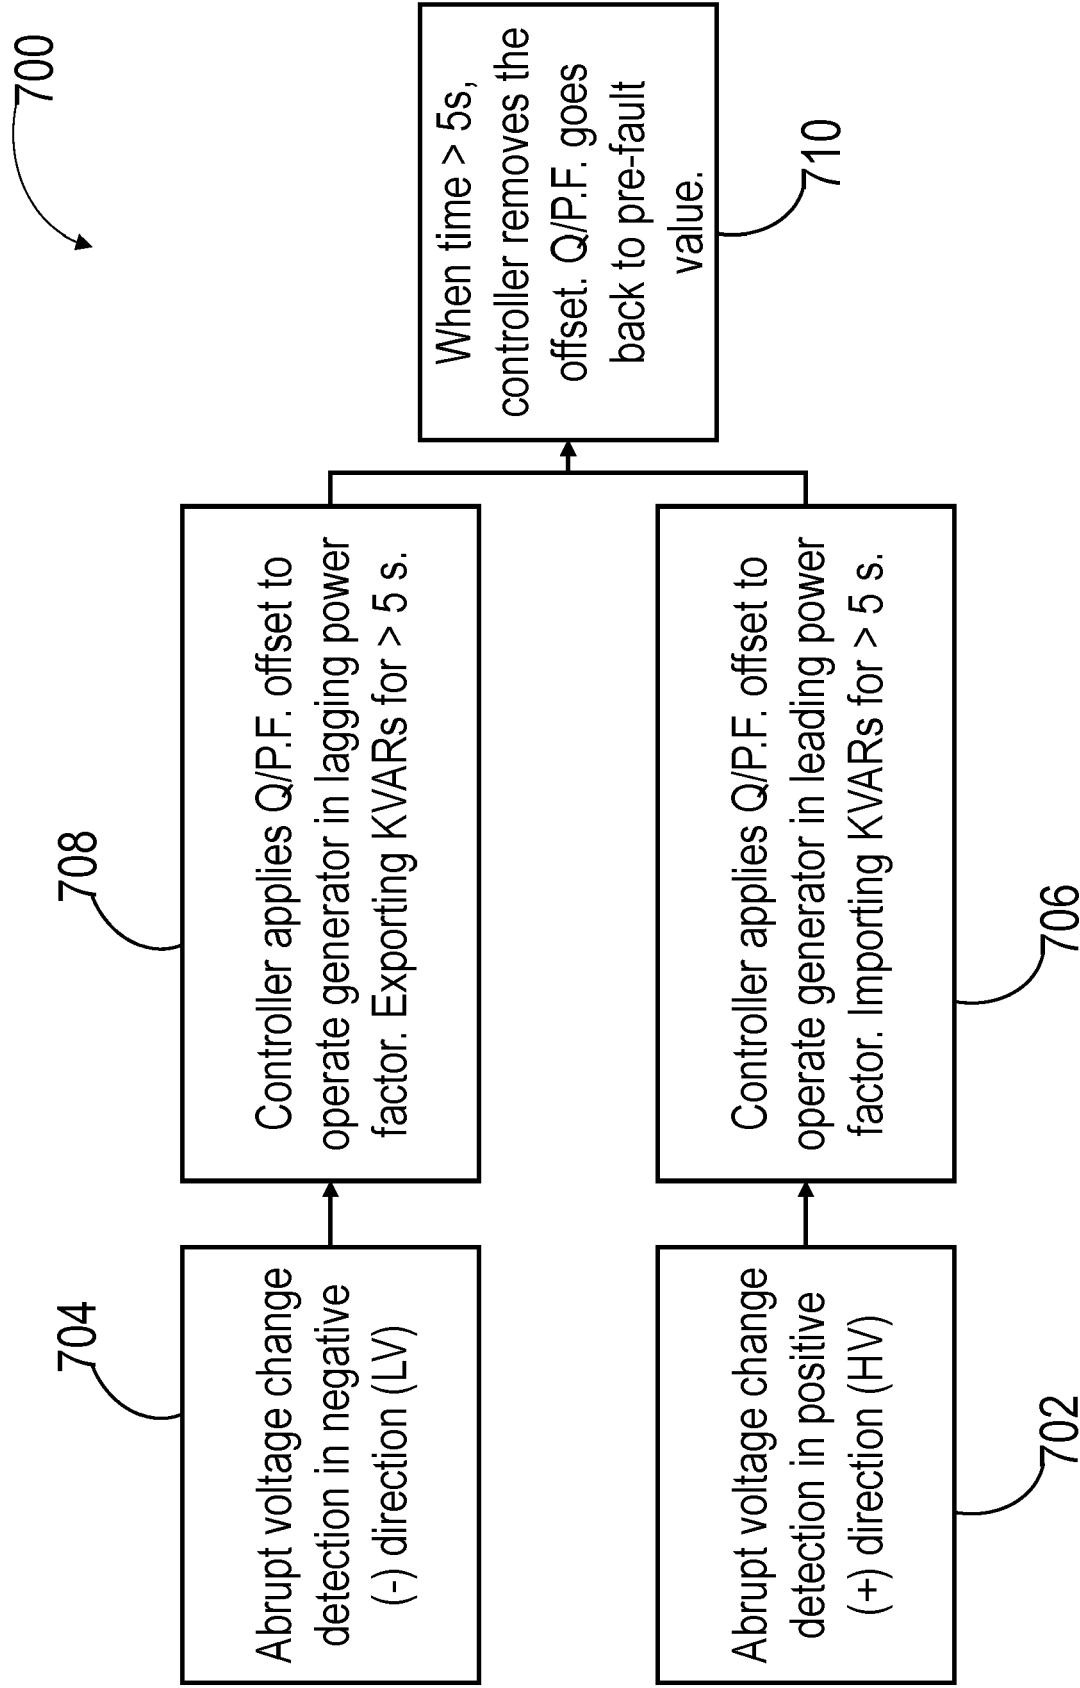 700
704
Abrupt voltage change
detection in negative
(-) direction (LV)
708
Controller applies Q/P.F. offset to
operate generator in lagging power
factor. Exporting KVARs for > 5 s.
702
Abrupt voltage change
detection in positive
(+) direction (HV)
706
Controller applies Q/P.F. offset to
operate generator in leading power
factor. Importing KVARs for > 5 s.
When time > 5s,
controller removes the
offset. Q/P.F. goes
back to pre-fault
value.
710